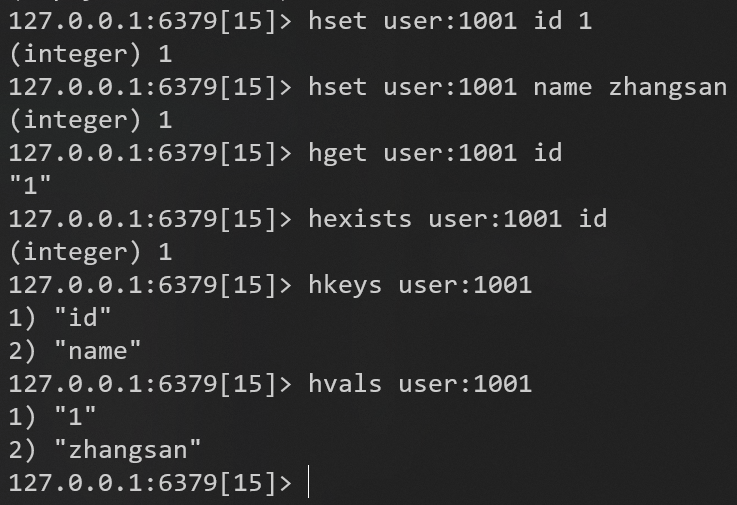 127.0.0.1:6379[15]> hset user:1001 id 1
(integer) 1
127.0.0.1:6379[15]> hset user:1001 name zhangsan
(integer) 1
127.0.0.1:6379[15]> hget user:1001 id
"1"
127.0.0.1:6379[15]> hexists user:1001 id
(integer) 1
127.0.0.1:6379[15]> hkeys user:1001
1) "id"
2) "name"
127.0.0.1:6379[15]> hvals user:1001
1) "1"
2) "zhangsan"
127.0.0.1:6379[15]>